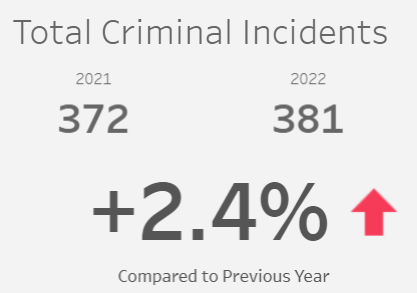 Total Criminal Incidents
2021 2022
372 381
+2.4%
Compared to Previous Year